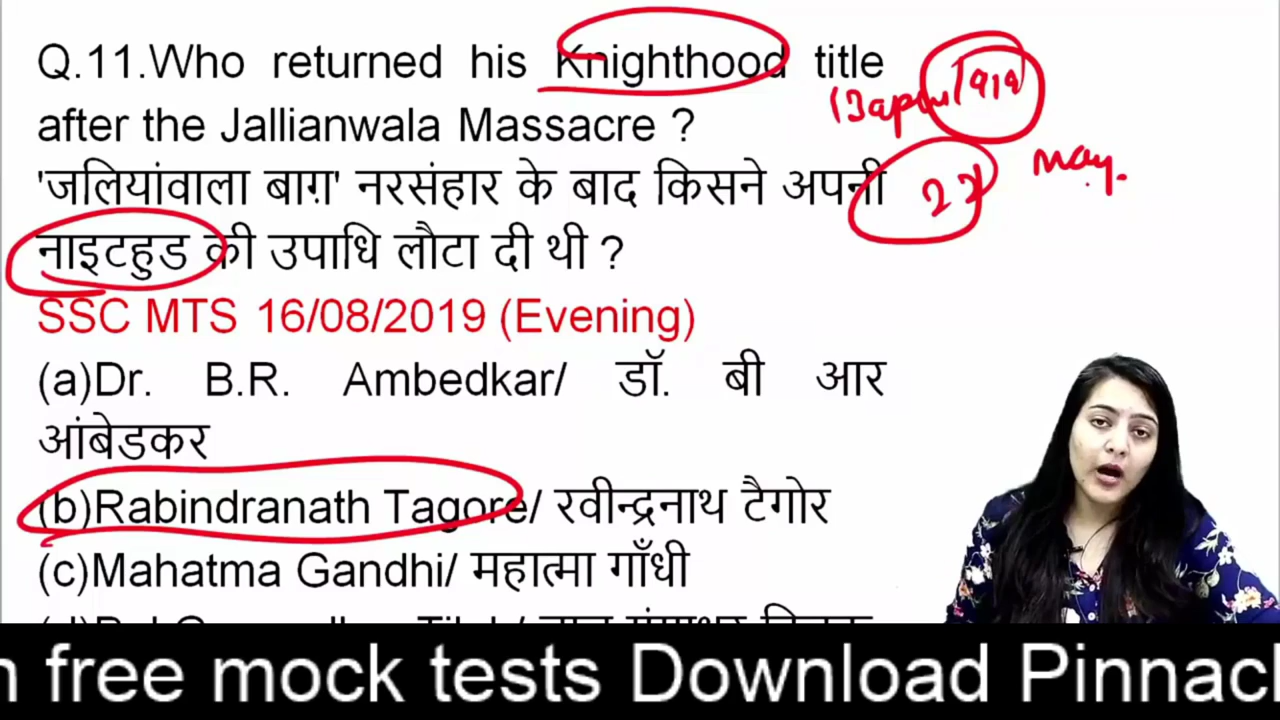 Q.11.Who returned his Knighthood title
after the Jallianwala Massacre ?
'जलियांवाला बाग़' नरसंहार के बाद किसने अपनी
नाइटहुड की उपाधि लौटा दी थी ?
SSC MTS 16/08/2019 (Evening)
(a)Dr. B.R. Ambedkar/ डॉ. बी आर
आंबेडकर
(b)Rabindranath Tagore/ रवीन्द्रनाथ टैगोर
(c)Mahatma Gandhi/ महात्मा गाँधी
1919
May.
free mock tests Download